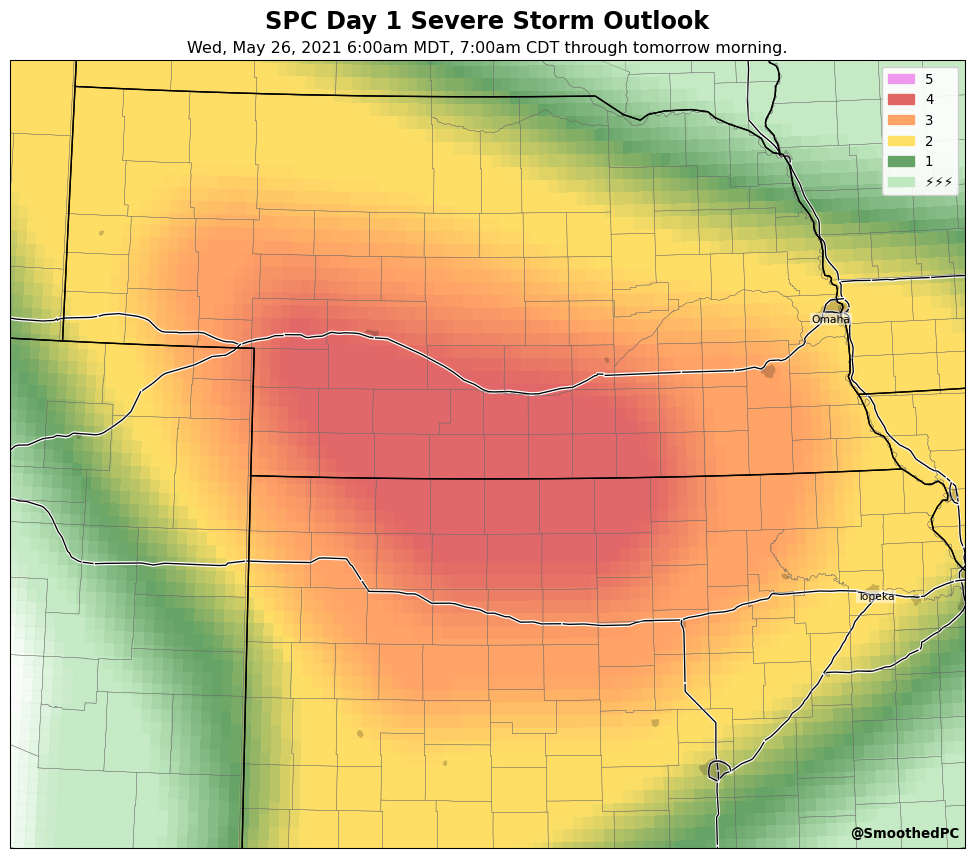 SPC Day 1 Severe Storm Outlook
Wed, May 26, 2021 6:00am MDT, 7:00am CDT through tomorrow morning.
5
4
3
2
1
⚡⚡⚡
Omaha
Topeka
@SmoothedPC